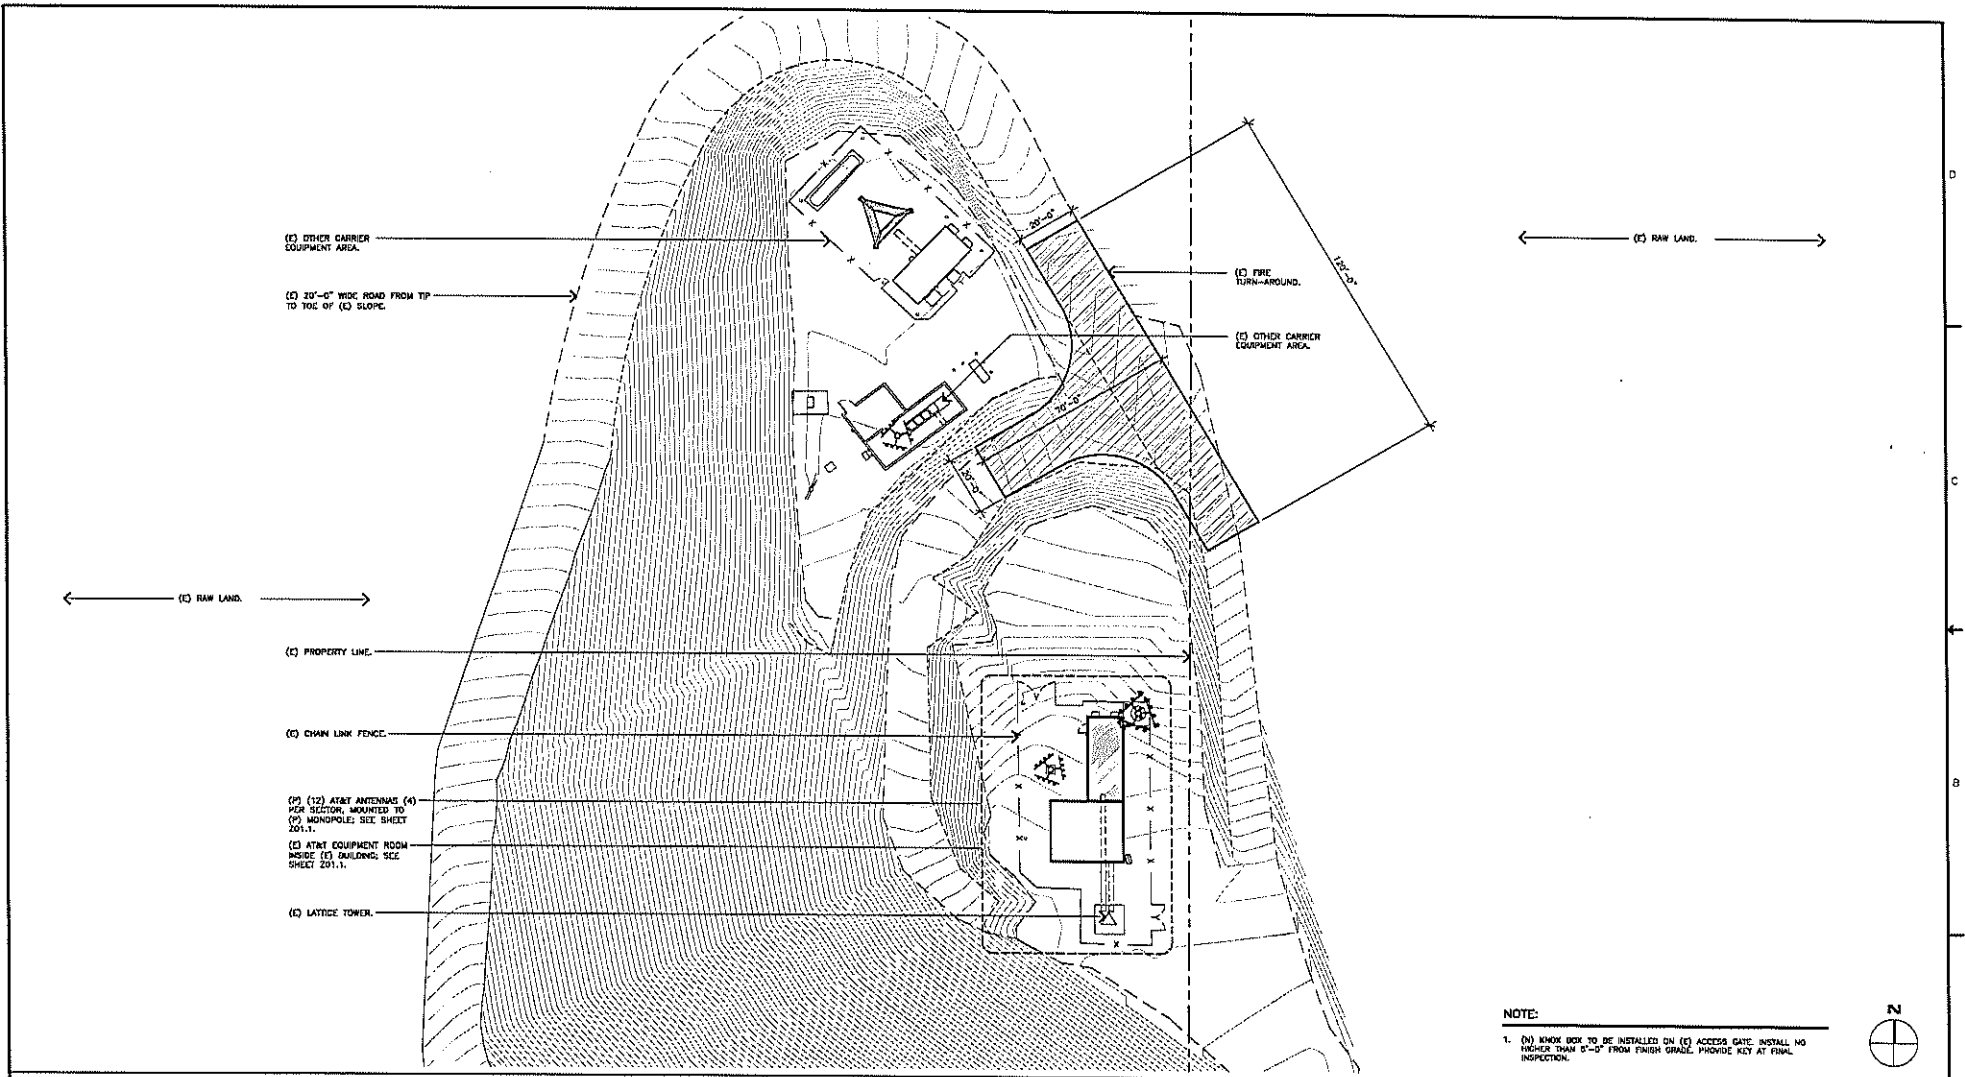 (E) OTHER CARRIER
EQUIPMENT AREA.
(E) 20'-0" WIDE ROAD FROM TIP
TO TOE OF (E) SLOPE.
(E) RAW LAND.
(E) PROPERTY LINE.
(E) CHAIN LINK FENCE.
(P) (12) AT&T ANTENNAS (4)
PER SECTOR, MOUNTED TO
(P) MONOPOLE; SEE SHEET
Z01.1.
(E) AT&T EQUIPMENT ROOM
INSIDE (E) BUILDING; SEE
SHEET Z01.1.
(E) LATTICE TOWER.
20'-0"
120'-0"
70'-0"
20'-0"
(E) FIRE
TURN-AROUND.
(E) OTHER CARRIER
EQUIPMENT AREA.
(E) RAW LAND.
D
C
B
NOTE:
1. (N) KNOX BOX TO BE INSTALLED ON (E) ACCESS GATE. INSTALL NO
HIGHER THAN 6'-0" FROM FINISH GRADE. PROVIDE KEY AT FINAL
INSPECTION.
N